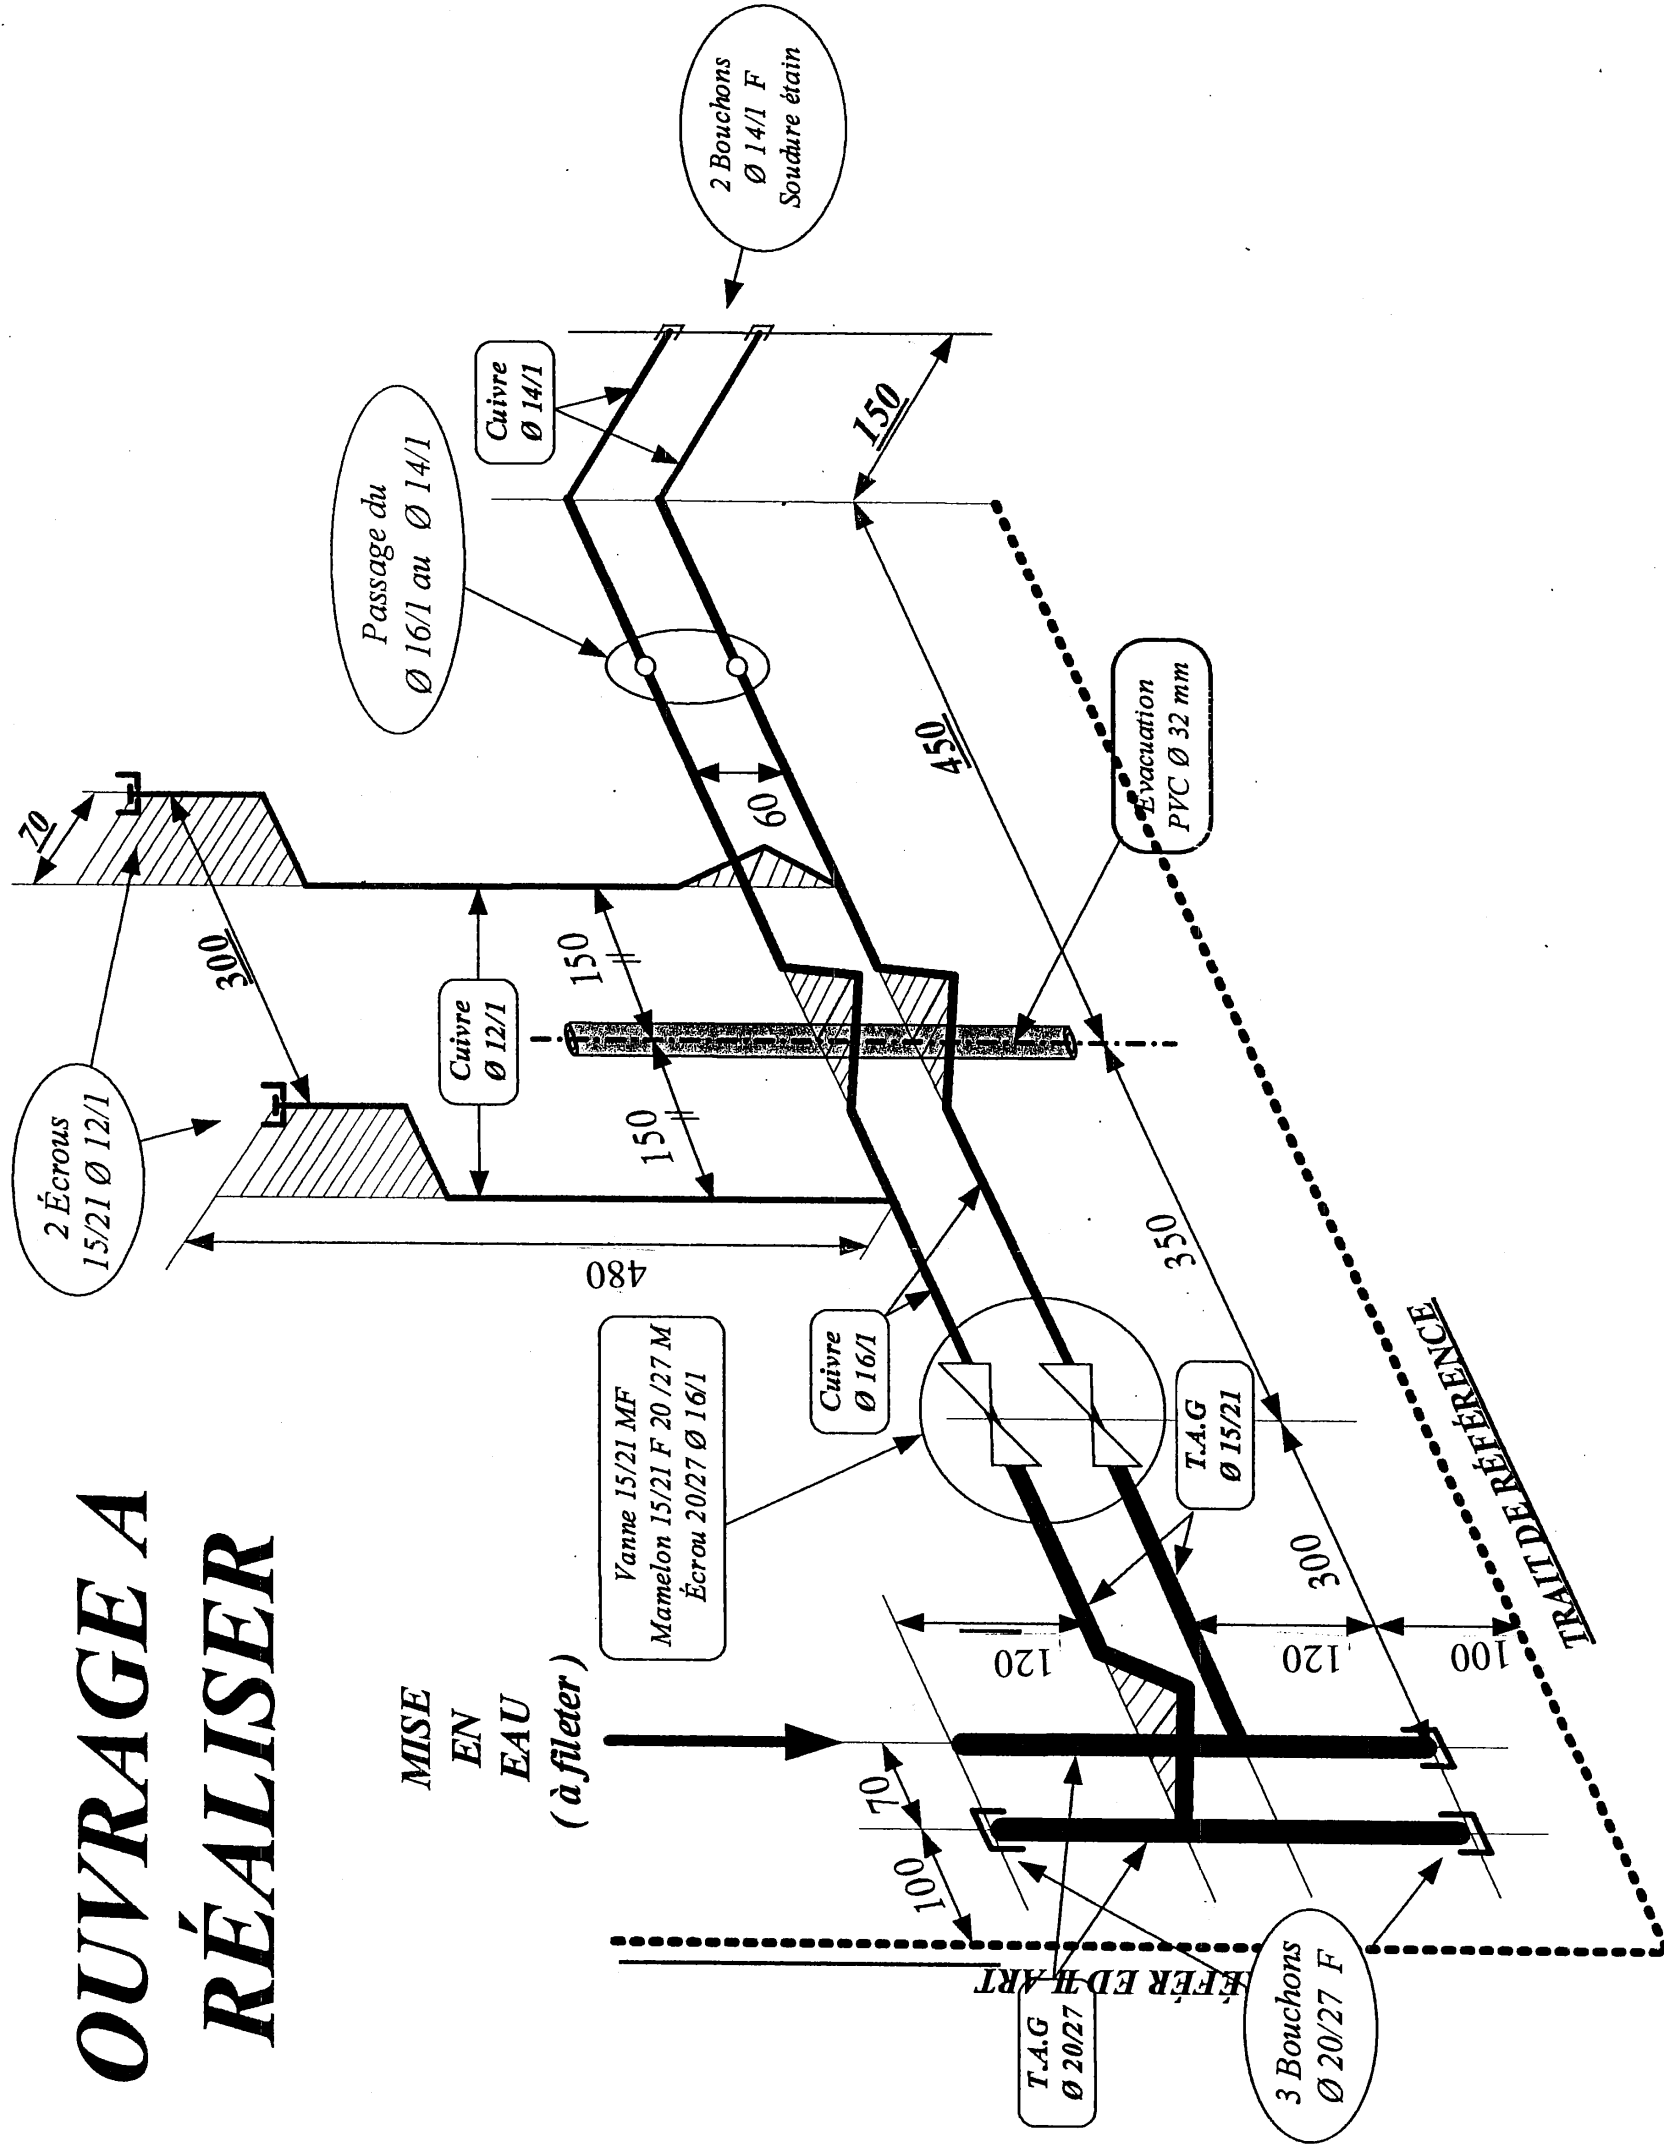 OUVRAGE A
RÉALISER
MISE
EN
EAU
( à fileter )
2 Écrous
15/21 Ø 12/1
70
300
480
Cuivre
Ø 12/1
150
150
Passage du
Ø 16/1 au Ø 14/1
Cuivre
Ø 14/1
2 Bouchons
Ø 14/1 F
Soudure étain
Vanne 15/21 MF
Mamelon 15/21 F 20 /27 M
Écrou 20/27 Ø 16/1
Cuivre
Ø 16/1
60
150
450
Evacuation
PVC Ø 32 mm
350
300
T.A.G
Ø 15/21
120
120
100
70
100
T.A.G
Ø 20/27
3 Bouchons
Ø 20/27 F
TRAIT DE RÉFÉRENCE